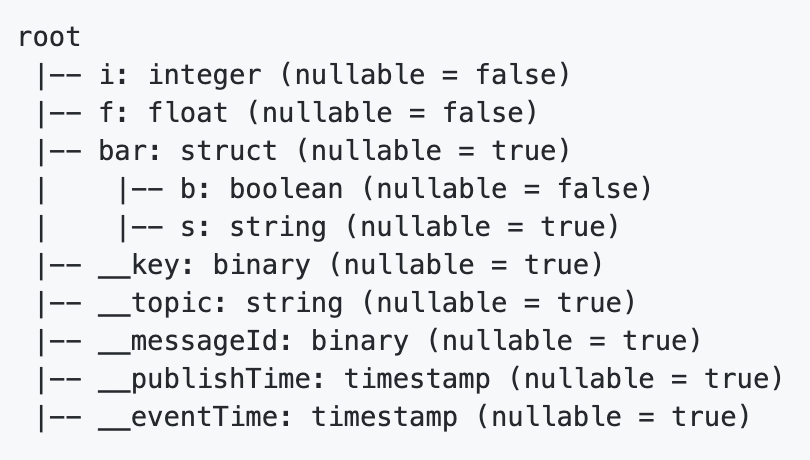 root
 |-- i: integer (nullable = false)
 |-- f: float (nullable = false)
 |-- bar: struct (nullable = true)
 |    |-- b: boolean (nullable = false)
 |    |-- s: string (nullable = true)
 |-- __key: binary (nullable = true)
 |-- __topic: string (nullable = true)
 |-- __messageId: binary (nullable = true)
 |-- __publishTime: timestamp (nullable = true)
 |-- __eventTime: timestamp (nullable = true)